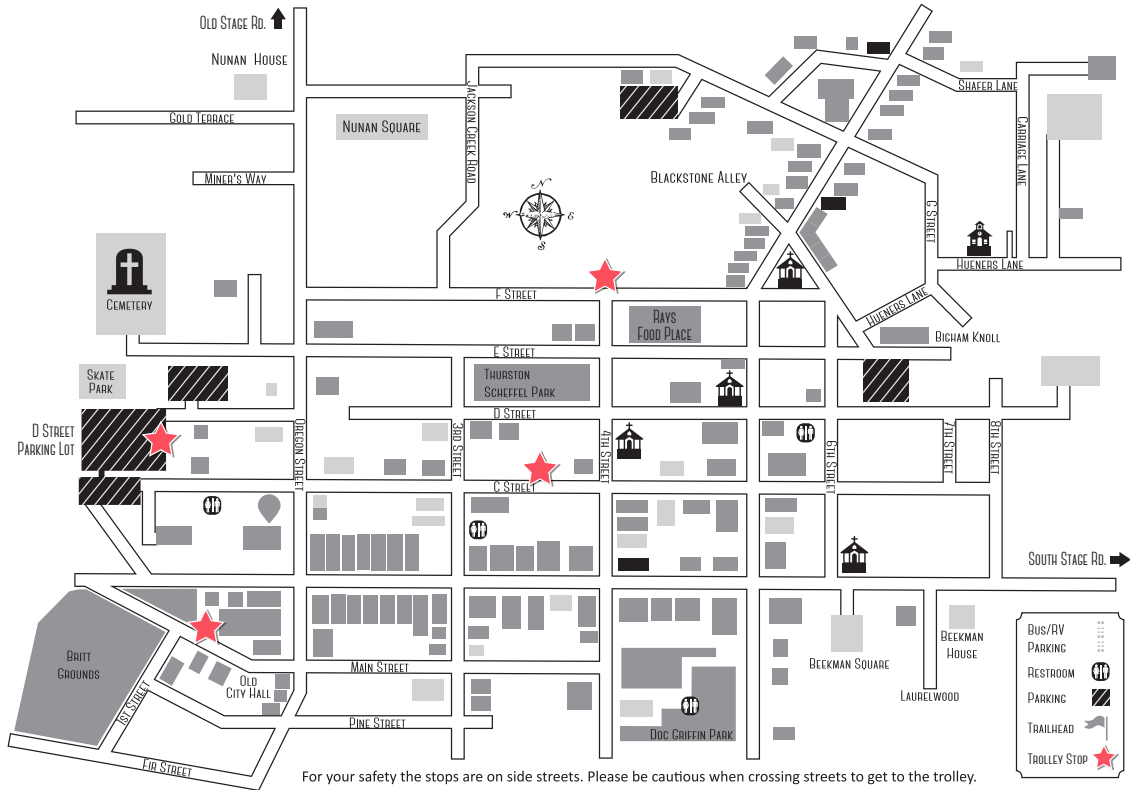 Old Stage Rd.
Nunan House
Gold Terrace
Nunan Square
Jackson Creek Road
Miner's Way
Blackstone Alley
Shafer Lane
Carriage Lane
G Street
Hueners Lane
Hueners Lane
Bigham Knoll
N
W
E
S
Cemetery
F Street
Rays
Food Place
E Street
Skate
Park
Thurston
Scheffel Park
D Street
D Street
Parking Lot
Oregon Street
3rd Street
4th Street
6th Street
7th Street
8th Street
C Street
South Stage Rd.
Britt
Grounds
1st Street
Old
City Hall
Main Street
Pine Street
Fir Street
Doc Griffin Park
Beekman Square
Beekman
House
Laurelwood
Bus/RV
Parking
Restroom
Parking
Trailhead
Trolley Stop
For your safety the stops are on side streets. Please be cautious when crossing streets to get to the trolley.